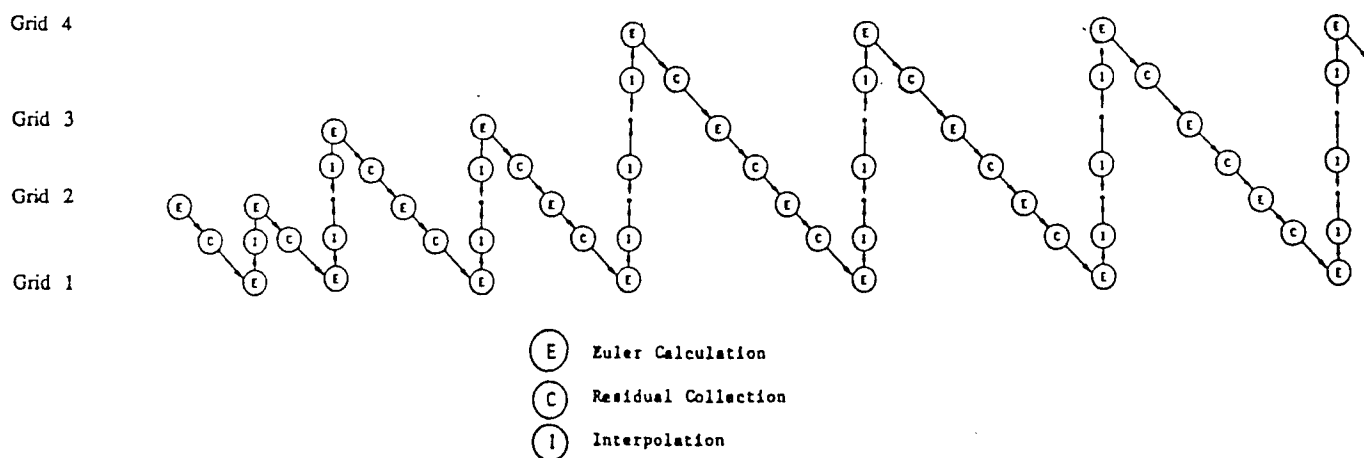 Grid 4 E E E E
I C I C I C I
Grid 3 E E E E E
I C I C I C I C I C I
Grid 2 E E E E E E E
C I C I C I C I C I C I C I
Grid 1 E E E E E E E
E Euler Calculation
C Residual Collection
I Interpolation